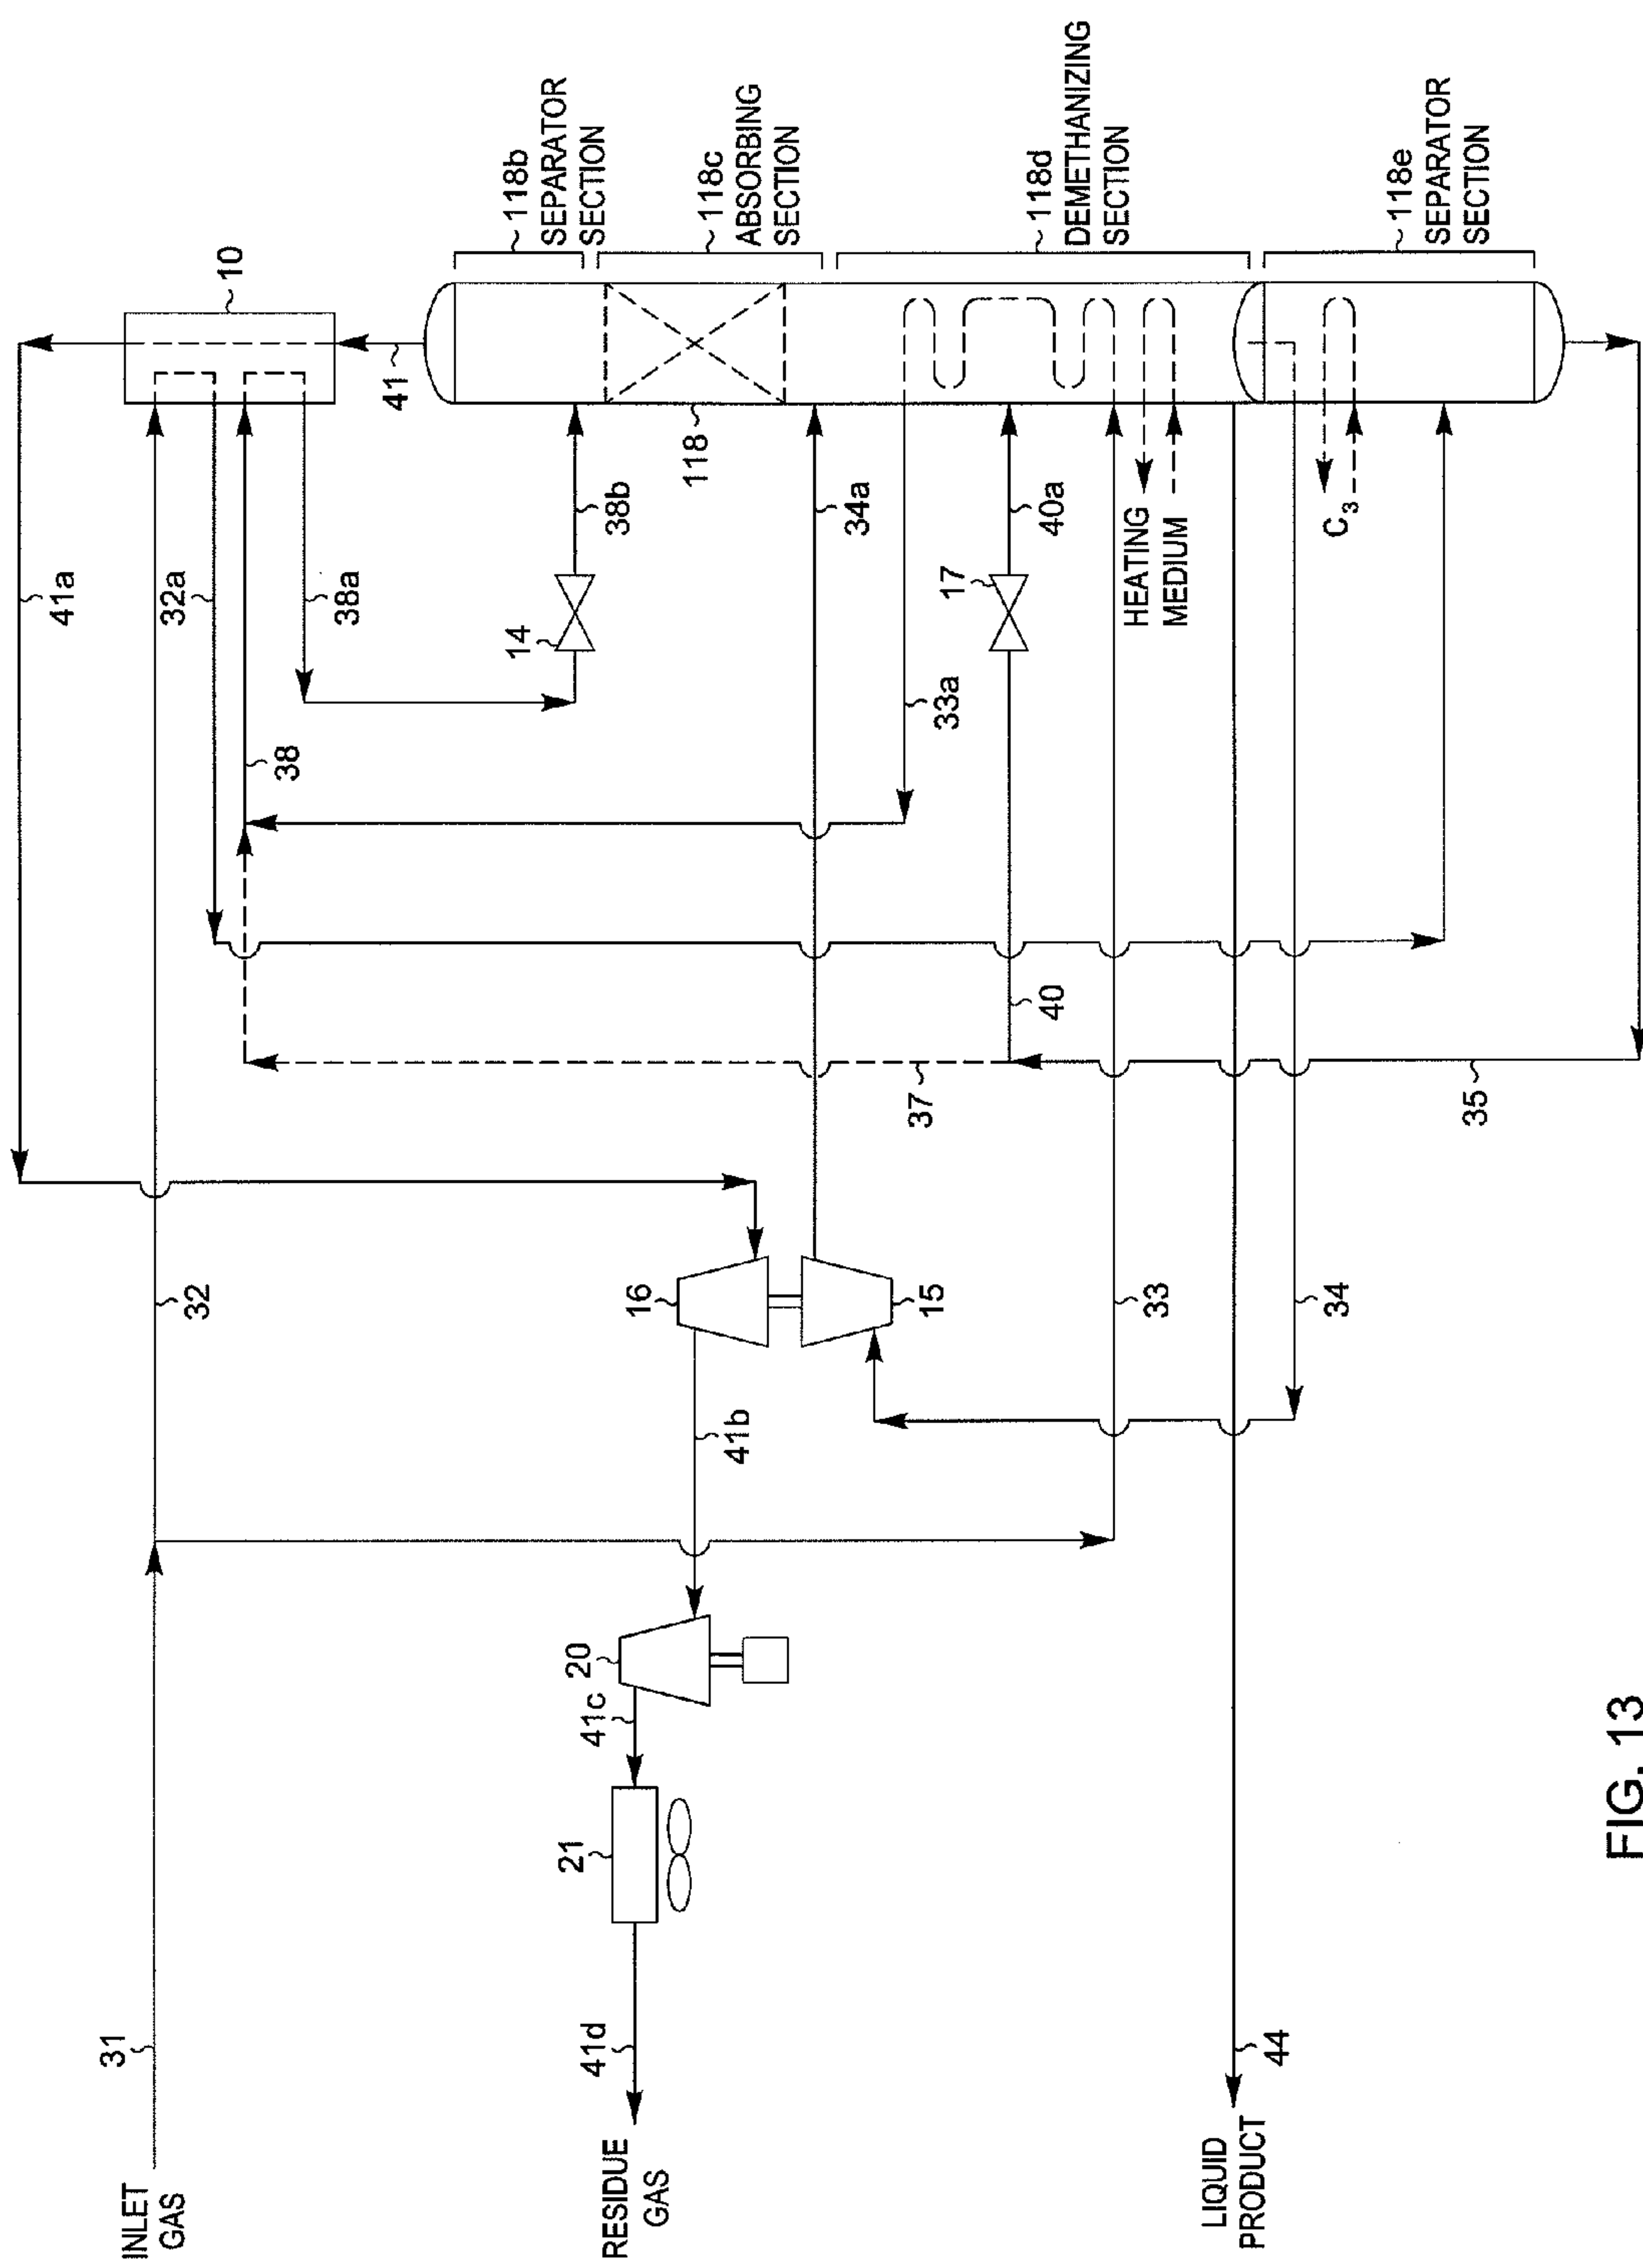 10
41a
32a
38a
38
41
118b
SEPARATOR
SECTION
118c
ABSORBING
SECTION
118d
DEMETHANIZING
SECTION
118e
SEPARATOR
SECTION
118
38b
14
34a
33a
17
40a
40
HEATING
MEDIUM
C3
37
35
32
16
15
33
34
41b
20
41c
21
41d
31
44
INLET
GAS
RESIDUE
GAS
LIQUID
PRODUCT
FIG. 13